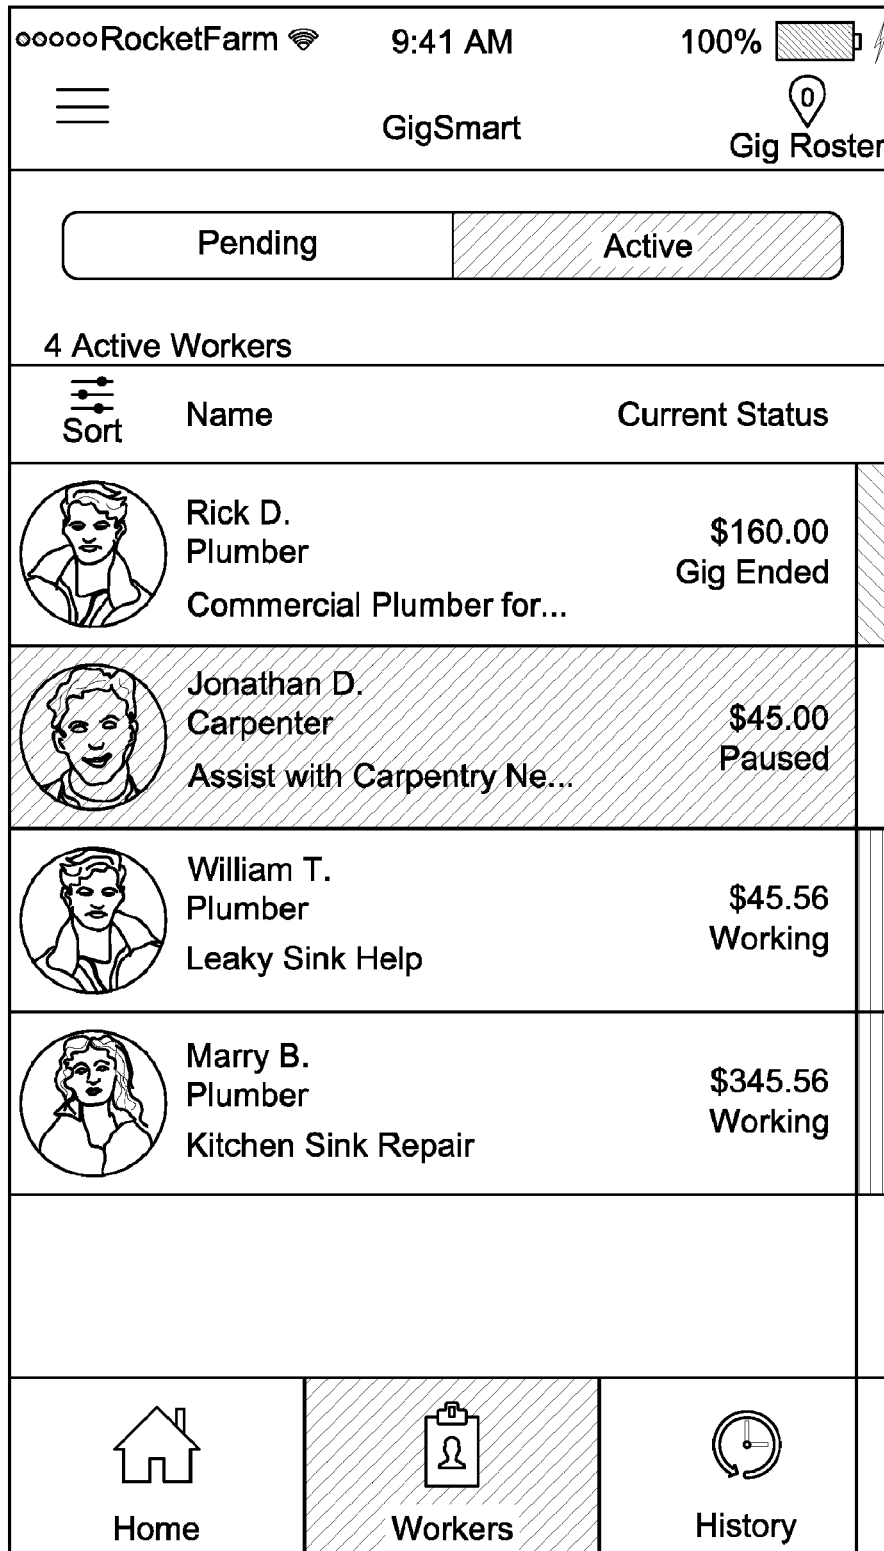 RocketFarm 9:41 AM 100%
0
GigSmart Gig Roster
Pending Active
4 Active Workers
Sort Name Current Status
Rick D.
Plumber
Commercial Plumber for...
$160.00
Gig Ended
Jonathan D.
Carpenter
Assist with Carpentry Ne...
$45.00
Paused
William T.
Plumber
Leaky Sink Help
$45.56
Working
Marry B.
Plumber
Kitchen Sink Repair
$345.56
Working
Home Workers History